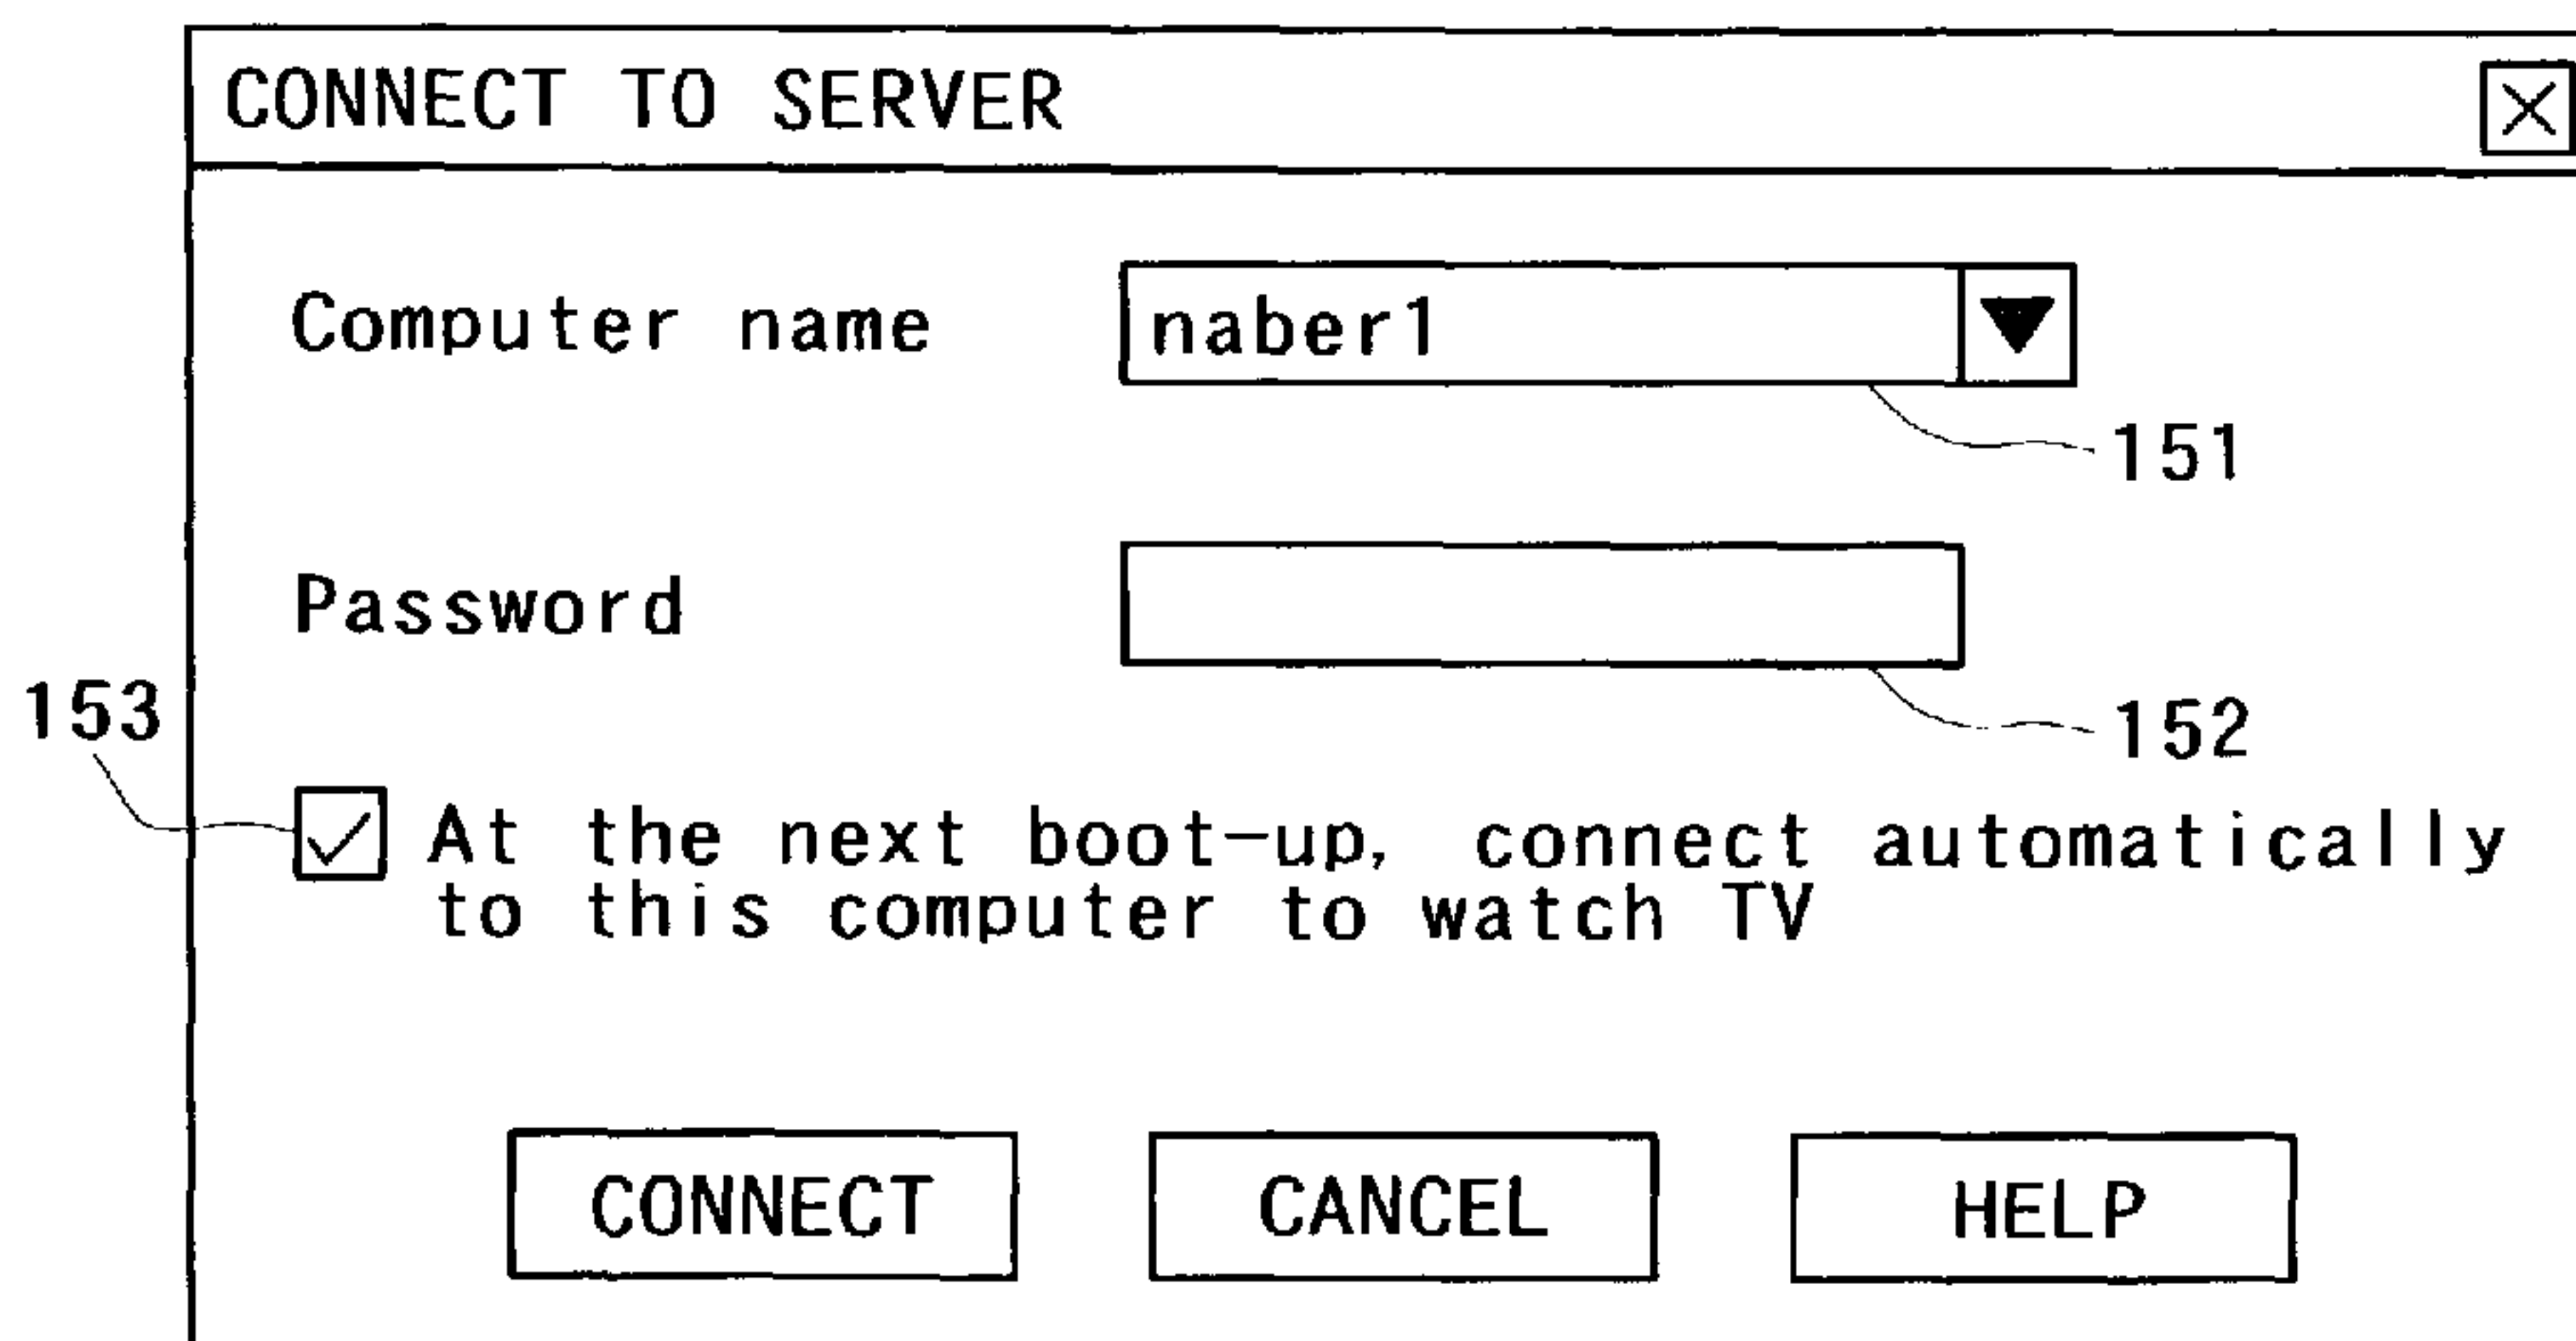 CONNECT TO SERVER
Computer name naber1
151
Password
153
152
At the next boot-up, connect automatically
to this computer to watch TV
CONNECT CANCEL HELP